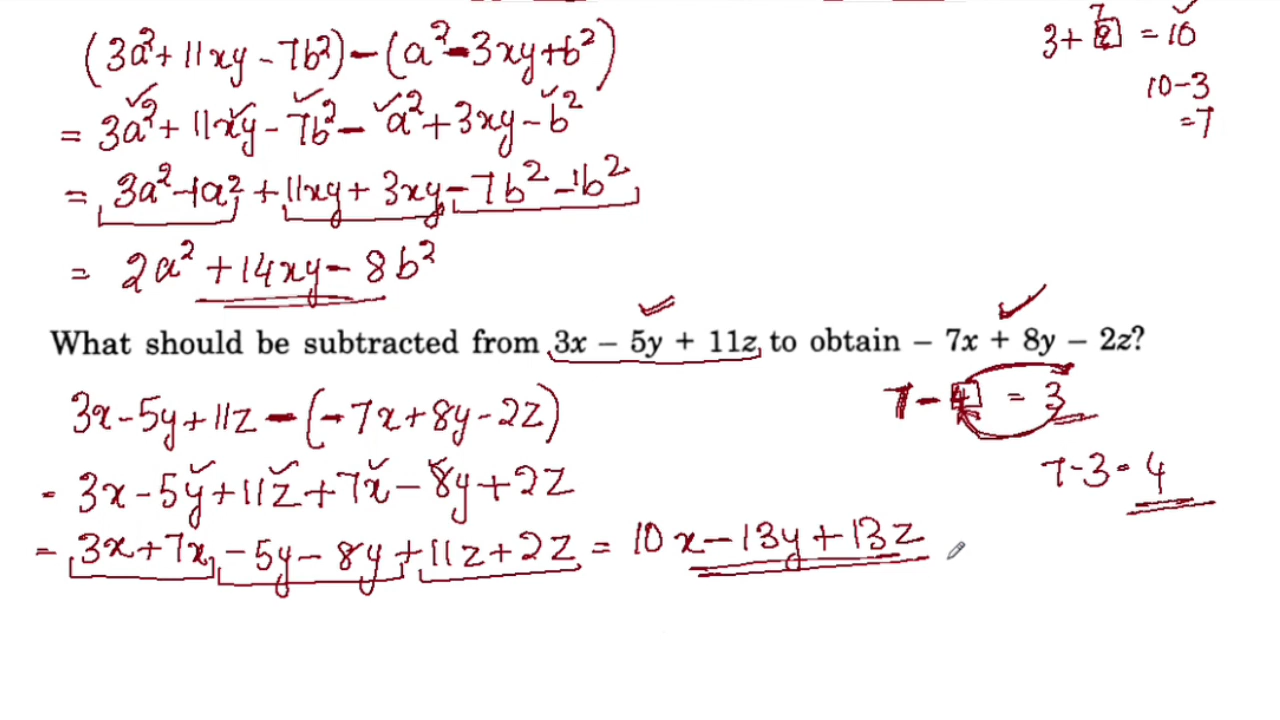 (3a²+11xy-7b²)-(a²-3xy+b²)
= 3a²+11xy-7b²-a²+3xy-b²
= 3a²-1a²+11xy+3xy-7b²-1b²
= 2a²+14xy-8b²
3+ = 10
7
10-3
=7
What should be subtracted from 3x – 5y + 11z, to obtain – 7x + 8y – 2z?
3x-5y+11z-(-7x+8y-2z)
= 3x-5y+11z+7x-8y+2z
= 3x+7x-5y-8y+11z+2z = 10x-13y+13z
7-4 = 3
7-3=4